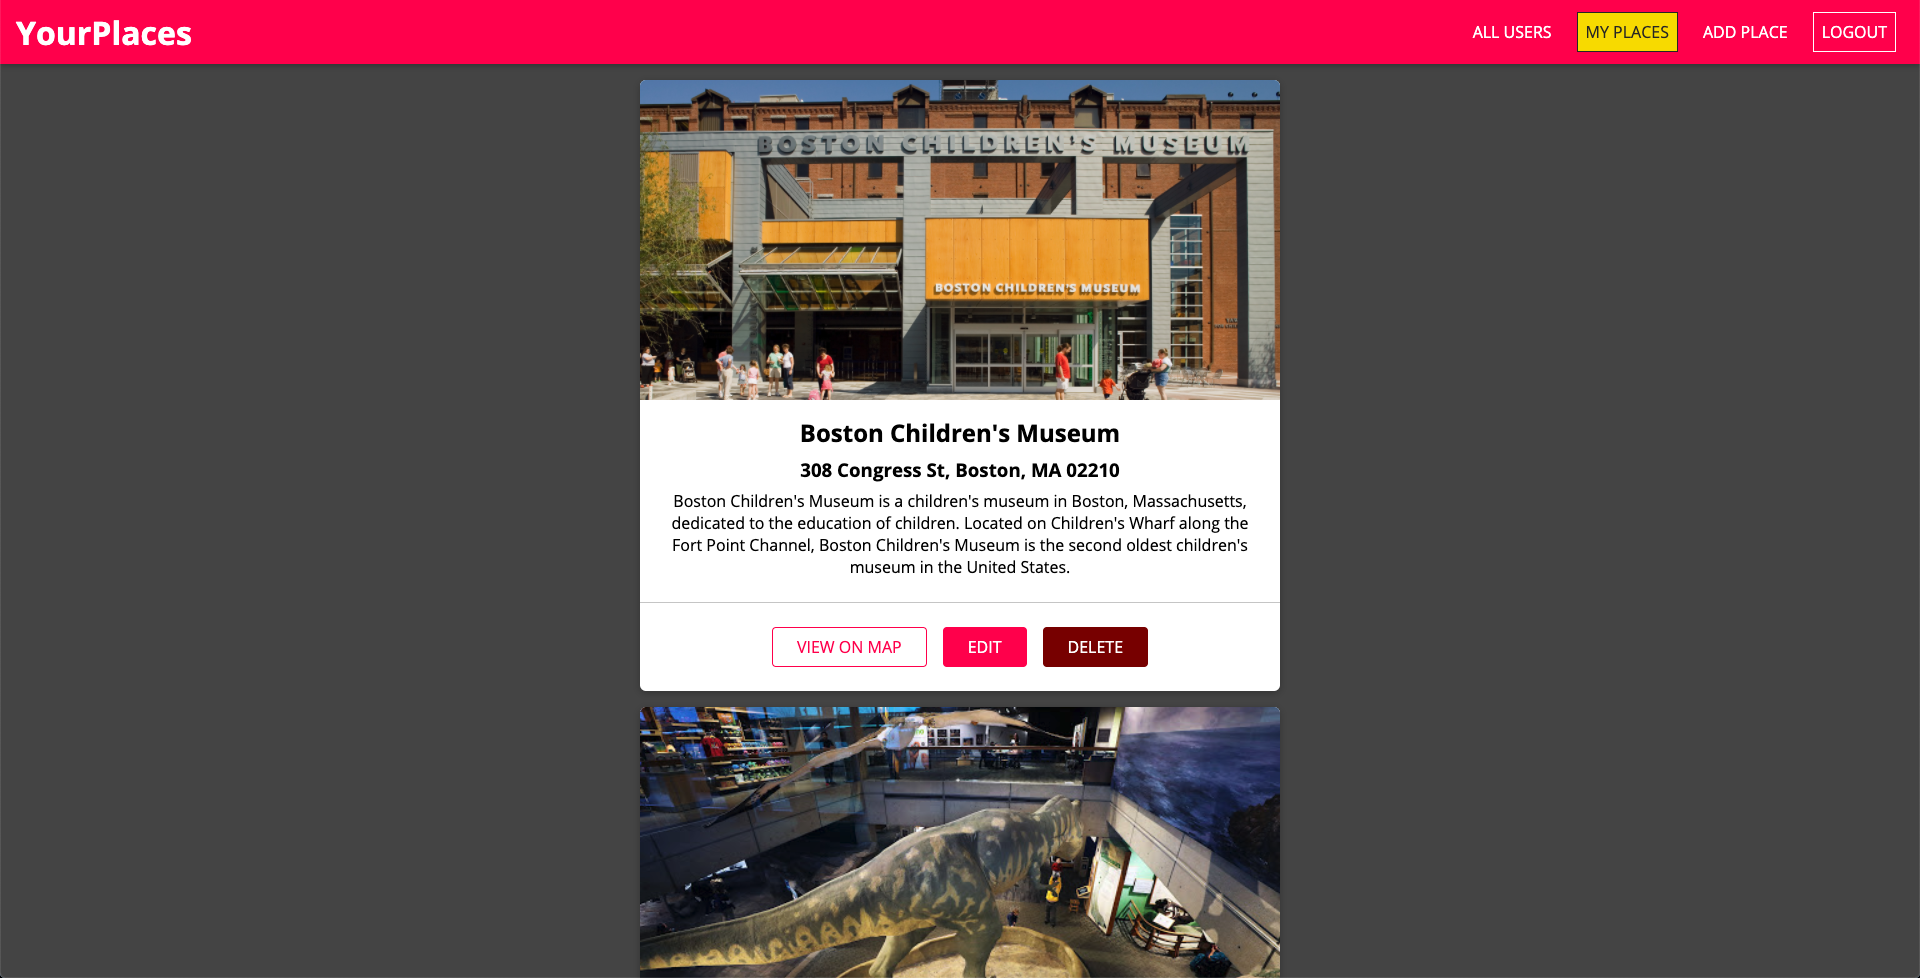 YourPlaces
ALL USERS
MY PLACES
ADD PLACE
LOGOUT
BOSTON CHILDREN'S MUSEUM
BOSTON CHILDREN'S MUSEUM
Boston Children's Museum
308 Congress St, Boston, MA 02210
Boston Children's Museum is a children's museum in Boston, Massachusetts,
dedicated to the education of children. Located on Children's Wharf along the
Fort Point Channel, Boston Children's Museum is the second oldest children's
museum in the United States.
VIEW ON MAP
EDIT
DELETE